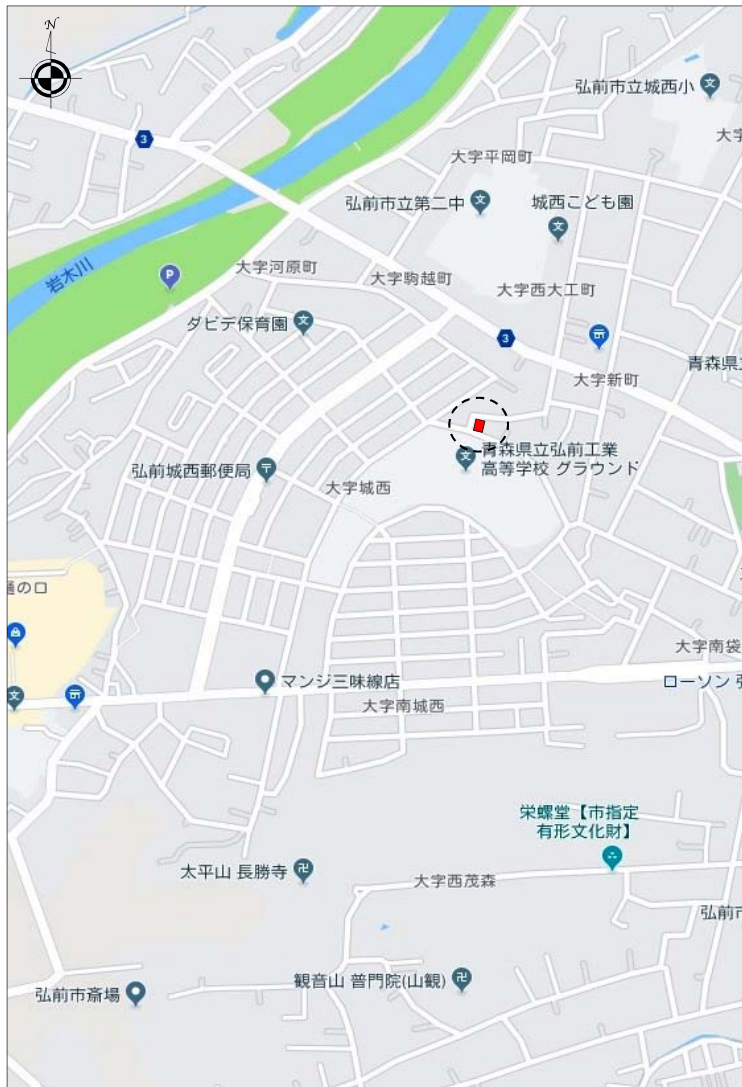 N
弘前市立城西小
3
大字
大字平岡町
弘前市立第二中
城西こども園
大字河原町
大字駒越町
岩木川
P
大字西大工町
ダビデ保育園
3
青森県立
大字新町
青森県立弘前工業
高等学校 グラウンド
弘前城西郵便局
大字城西
樋の口
大字南袋
マンジ三味線店
ローソン 弘
大字南城西
栄螺堂【市指定
有形文化財】
太平山 長勝寺
大字西茂森
弘前市
観音山 普門院(山観)
弘前市斎場